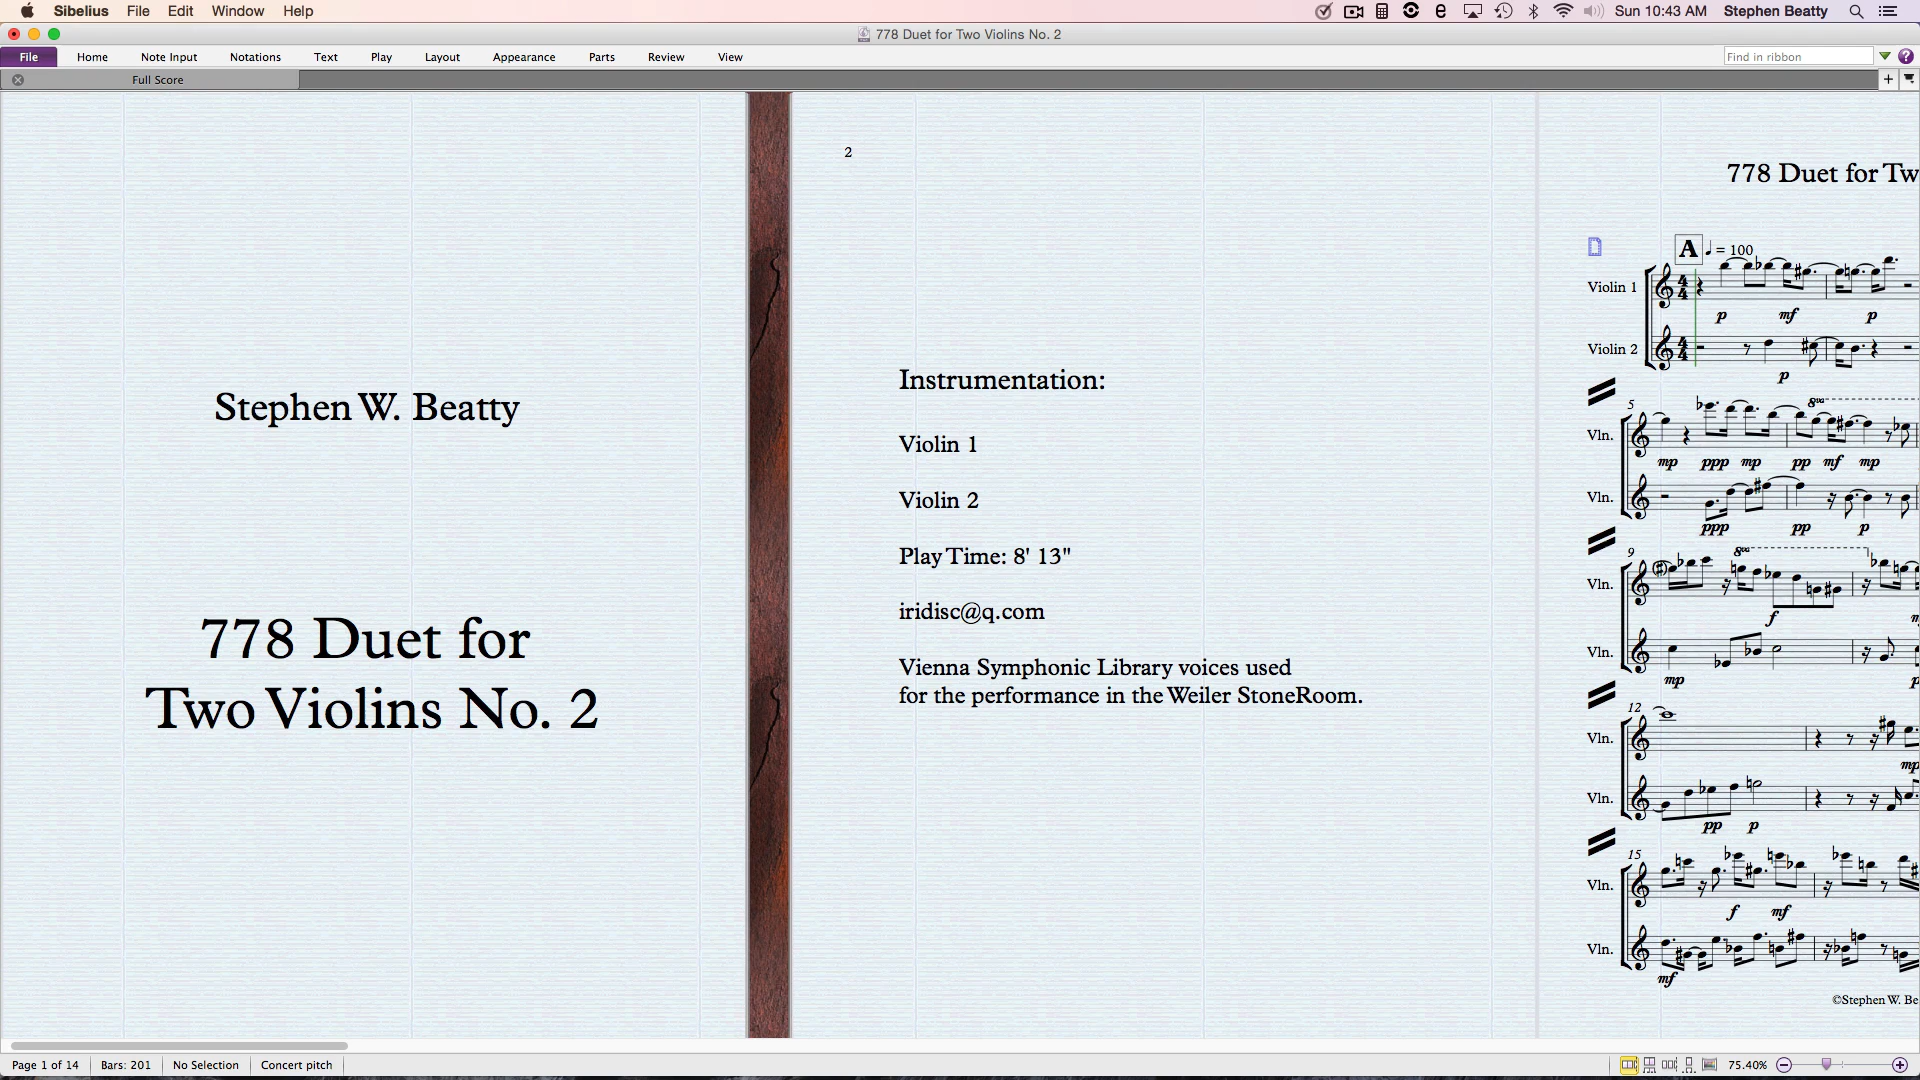 Sibelius File Edit Window Help
Sun 10:43 AM Stephen Beatty
778 Duet for Two Violins No. 2
File Home Note Input Notations Text Play Layout Appearance Parts Review View
Find in ribbon
?
Full Score
+
Stephen W. Beatty
778 Duet for
Two Violins No. 2
2
Instrumentation:
Violin 1
Violin 2
Play Time: 8' 13"
iridisc@q.com
Vienna Symphonic Library voices used
for the performance in the Weiler StoneRoom.
778 Duet for Tw
A ♩ = 100
Violin 1
p mf p
Violin 2
p
5
8va
Vln.
mp ppp mp pp mf mp
Vln.
ppp pp p
9
8va
Vln.
f
Vln.
mp
12
Vln.
mp
Vln.
pp p
15
Vln.
f mf
Vln.
mf
©Stephen W. Be
Page 1 of 14 Bars: 201 No Selection Concert pitch
75.40%